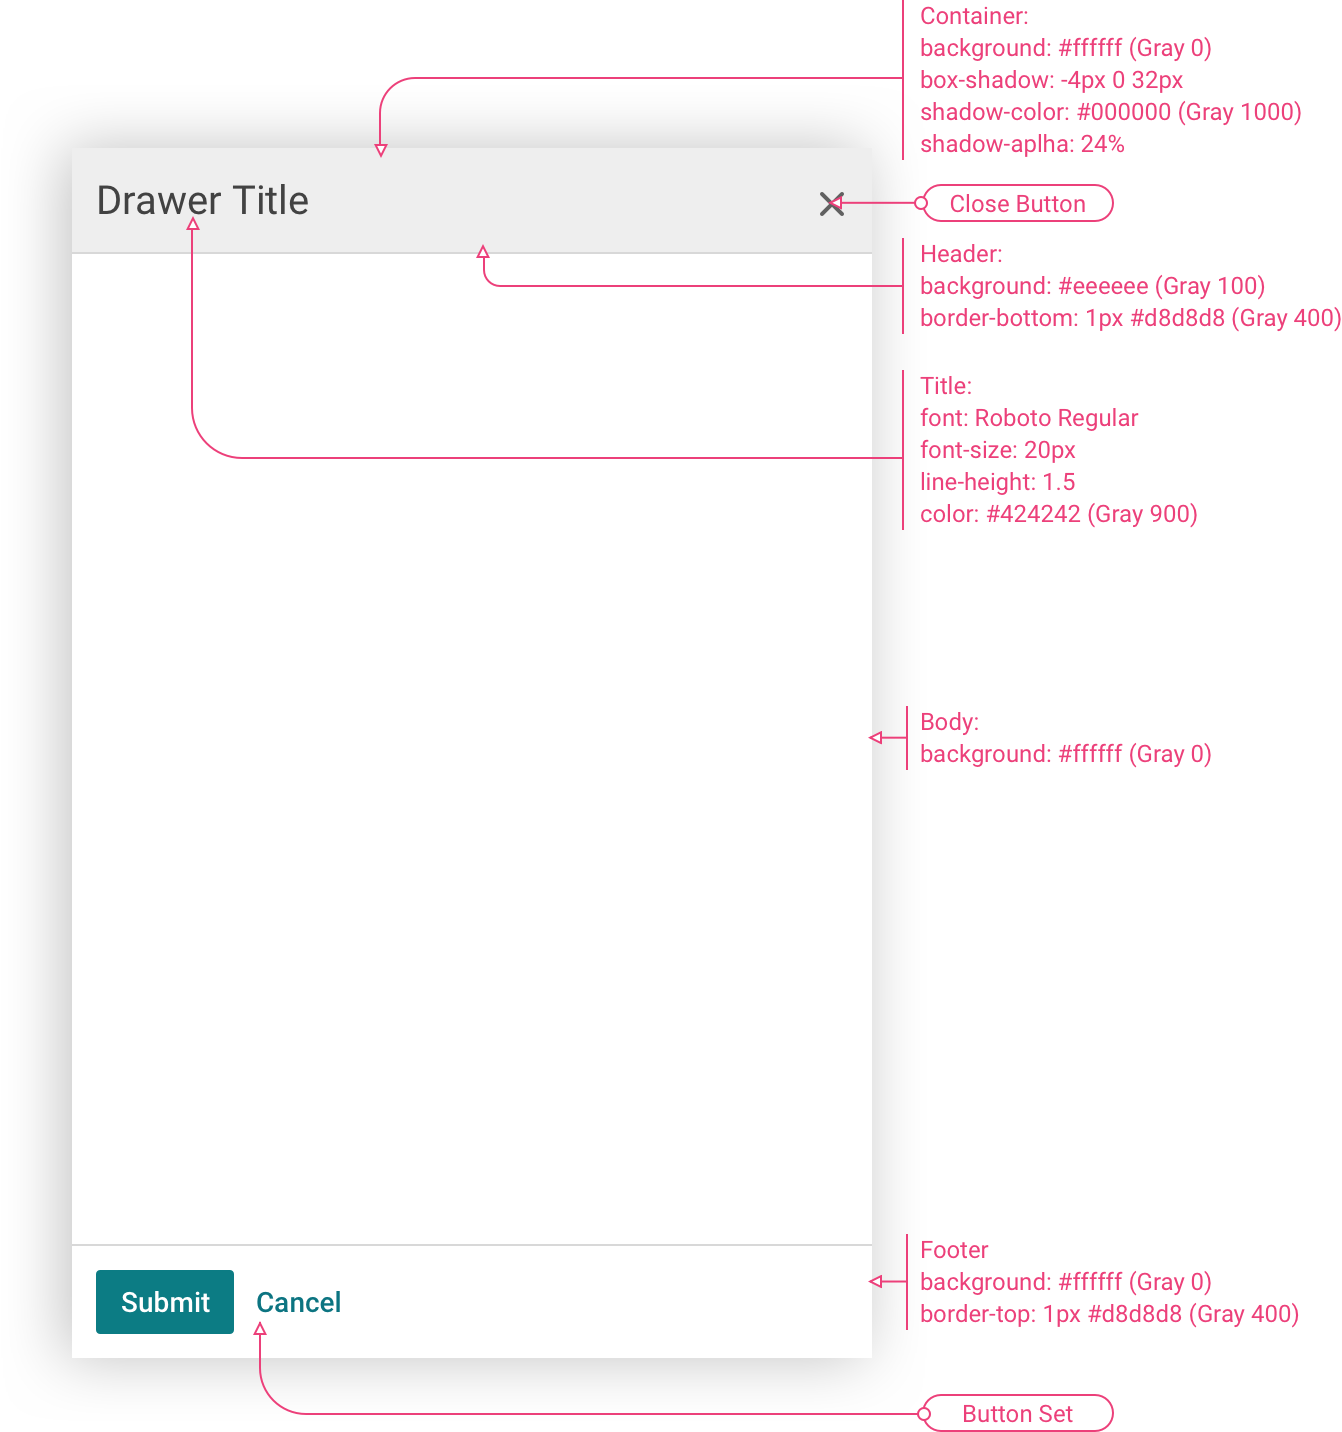 Container:
background: #ffffff (Gray 0)
box-shadow: -4px 0 32px
shadow-color: #000000 (Gray 1000)
shadow-aplha: 24%
Drawer Title
Close Button
Header:
background: #eeeeee (Gray 100)
border-bottom: 1px #d8d8d8 (Gray 400)
Title:
font: Roboto Regular
font-size: 20px
line-height: 1.5
color: #424242 (Gray 900)
Body:
background: #ffffff (Gray 0)
Footer
background: #ffffff (Gray 0)
border-top: 1px #d8d8d8 (Gray 400)
Submit
Cancel
Button Set